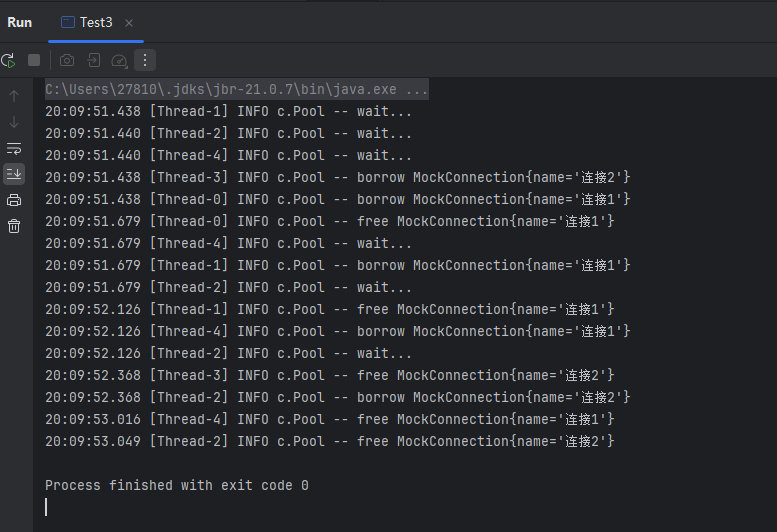 Run Test3
C:\Users\27810\.jdks\jbr-21.0.7\bin\java.exe ...
20:09:51.438 [Thread-1] INFO c.Pool -- wait...
20:09:51.440 [Thread-2] INFO c.Pool -- wait...
20:09:51.440 [Thread-4] INFO c.Pool -- wait...
20:09:51.438 [Thread-3] INFO c.Pool -- borrow MockConnection{name='连接2'}
20:09:51.438 [Thread-0] INFO c.Pool -- borrow MockConnection{name='连接1'}
20:09:51.679 [Thread-0] INFO c.Pool -- free MockConnection{name='连接1'}
20:09:51.679 [Thread-4] INFO c.Pool -- wait...
20:09:51.679 [Thread-1] INFO c.Pool -- borrow MockConnection{name='连接1'}
20:09:51.679 [Thread-2] INFO c.Pool -- wait...
20:09:52.126 [Thread-1] INFO c.Pool -- free MockConnection{name='连接1'}
20:09:52.126 [Thread-4] INFO c.Pool -- borrow MockConnection{name='连接1'}
20:09:52.126 [Thread-2] INFO c.Pool -- wait...
20:09:52.368 [Thread-3] INFO c.Pool -- free MockConnection{name='连接2'}
20:09:52.368 [Thread-2] INFO c.Pool -- borrow MockConnection{name='连接2'}
20:09:53.016 [Thread-4] INFO c.Pool -- free MockConnection{name='连接1'}
20:09:53.049 [Thread-2] INFO c.Pool -- free MockConnection{name='连接2'}
Process finished with exit code 0